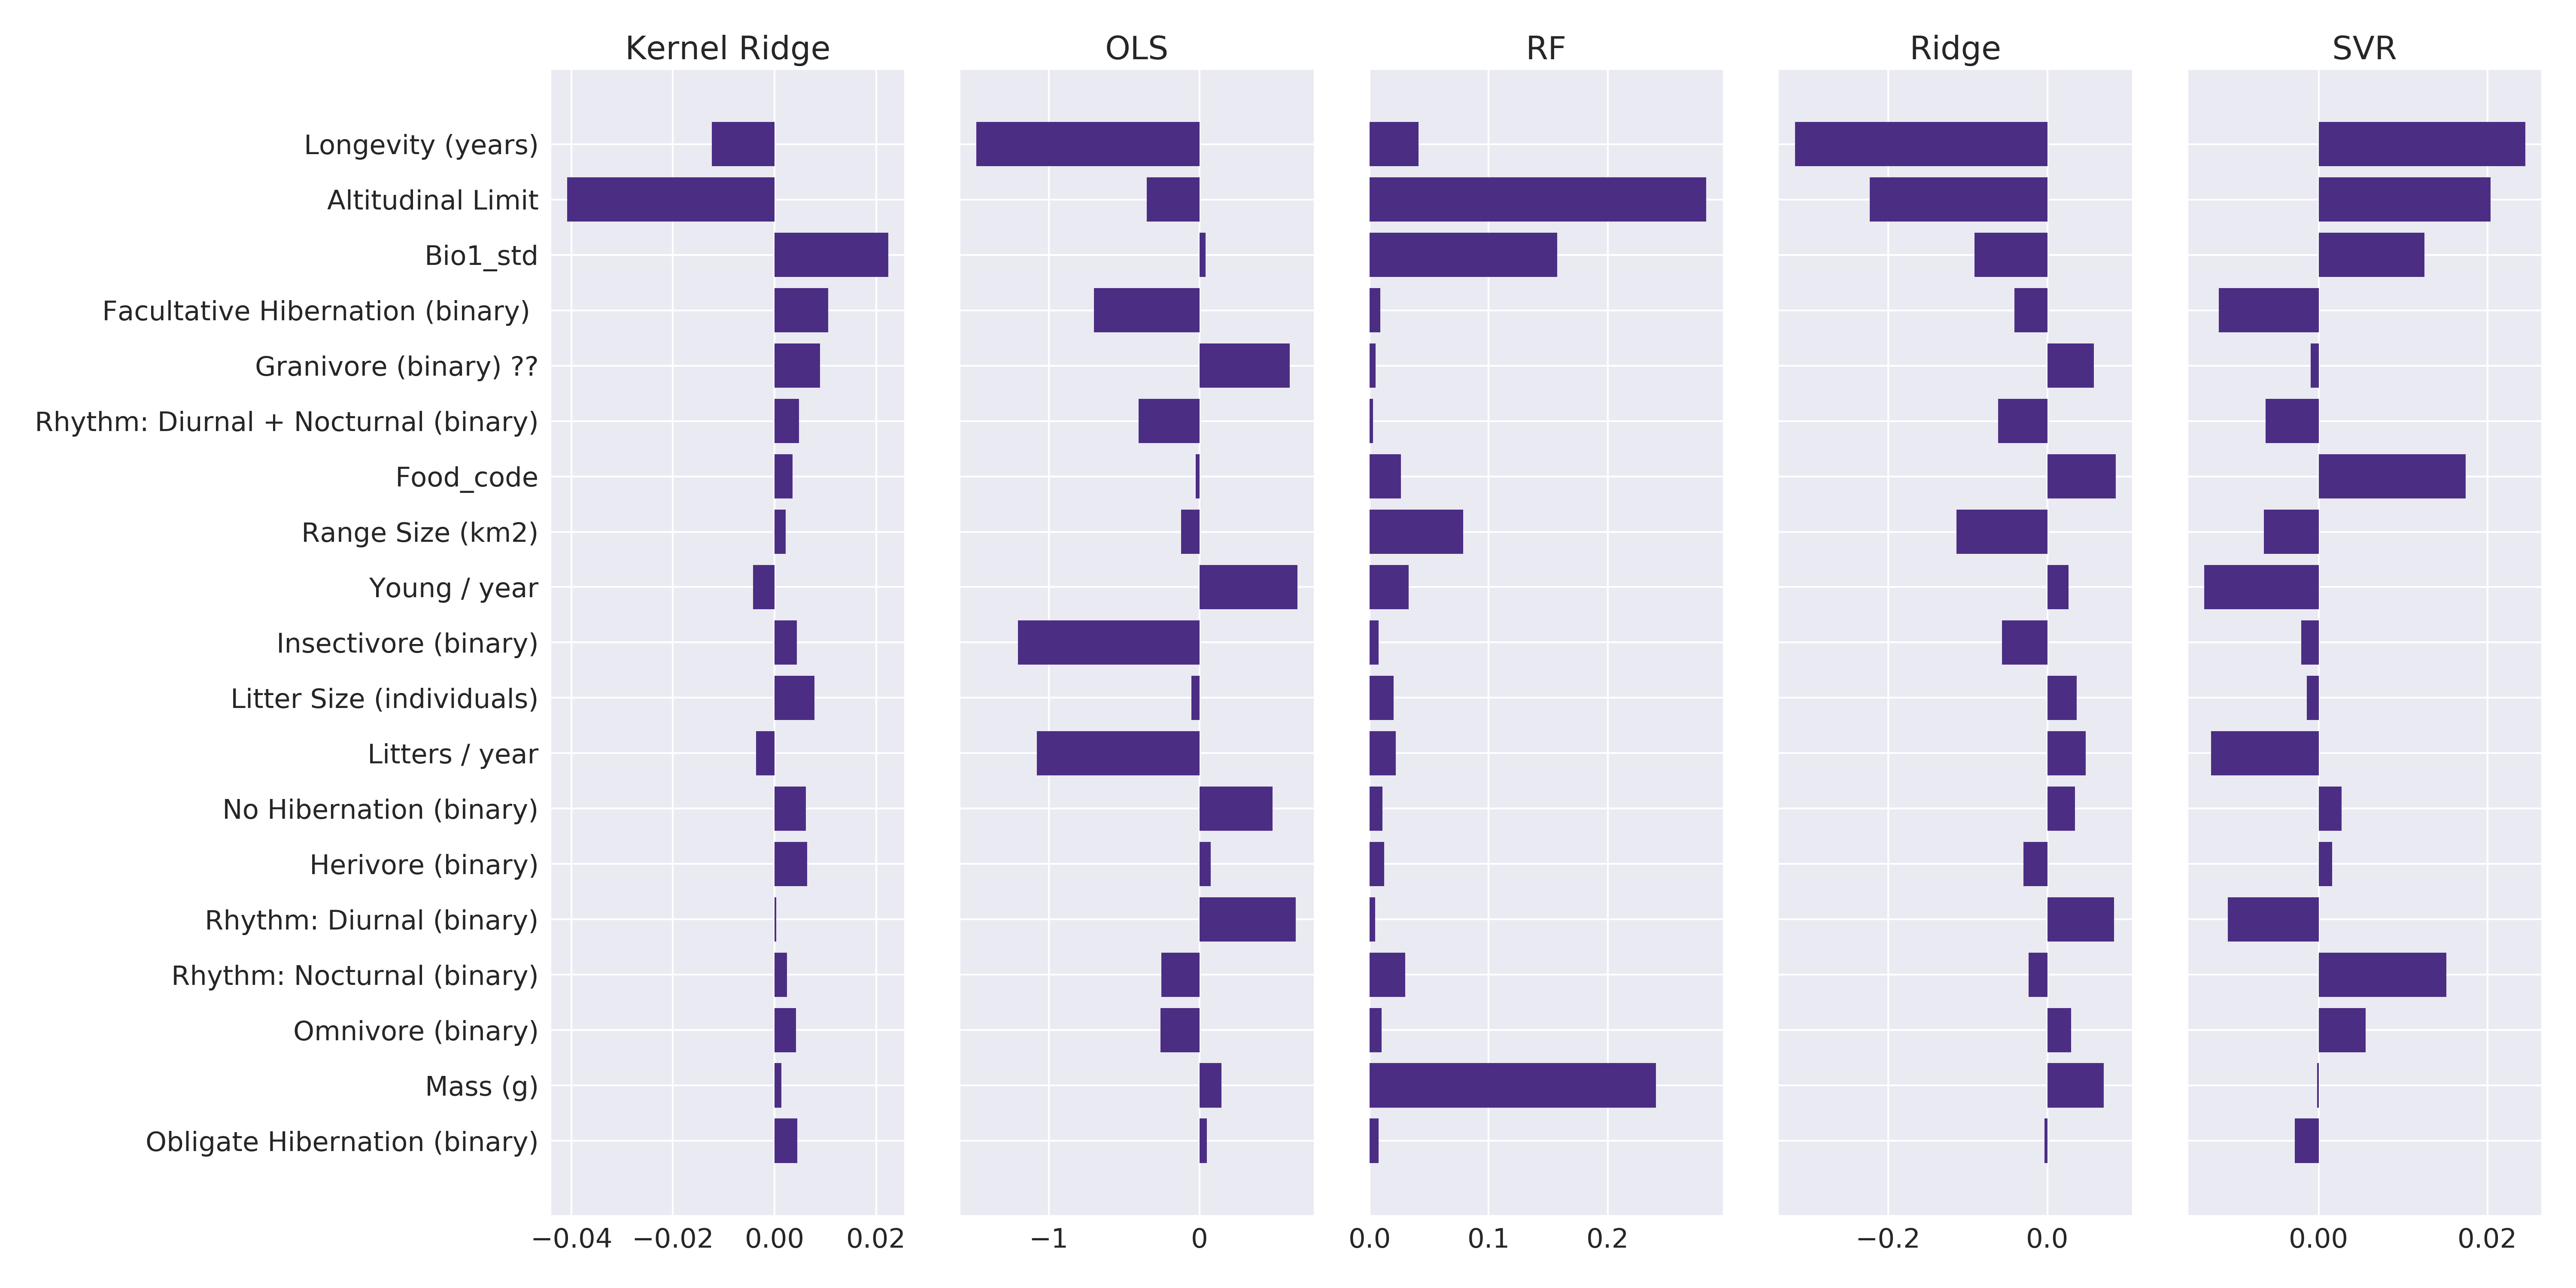 Kernel Ridge OLS RF Ridge SVR
Longevity (years)
Altitudinal Limit
Bio1_std
Facultative Hibernation (binary)
Granivore (binary) ??
Rhythm: Diurnal + Nocturnal (binary)
Food_code
Range Size (km2)
Young / year
Insectivore (binary)
Litter Size (individuals)
Litters / year
No Hibernation (binary)
Herivore (binary)
Rhythm: Diurnal (binary)
Rhythm: Nocturnal (binary)
Omnivore (binary)
Mass (g)
Obligate Hibernation (binary)
−0.04 −0.02 0.00 0.02 −1 0 0.0 0.1 0.2 −0.2 0.0 0.00 0.02